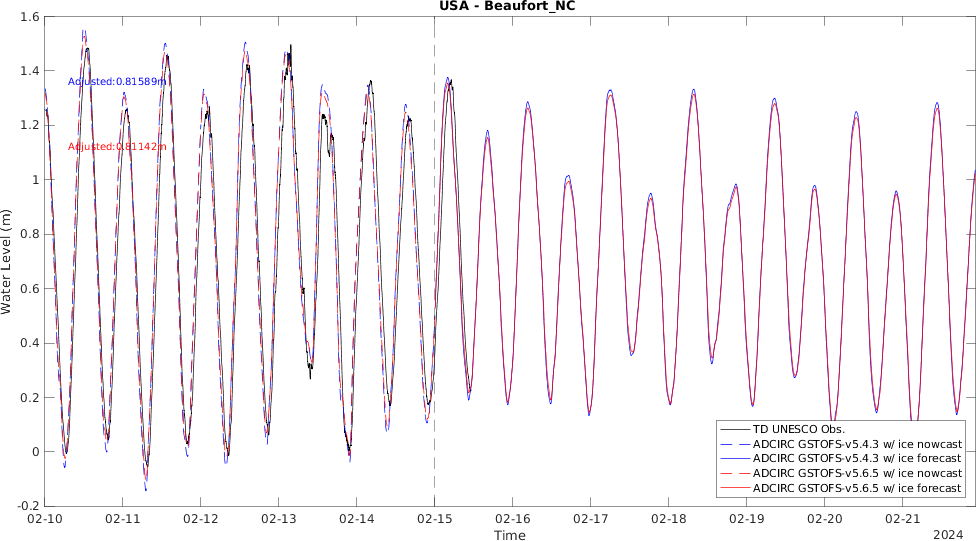 USA - Beaufort_NC
1.6
1.4
1.2
1
0.8
0.6
0.4
0.2
0
-0.2
Water Level (m)
Adjusted:0.81589m
Adjusted:0.81142m
TD UNESCO Obs.
ADCIRC GSTOFS-v5.4.3 w/ ice nowcast
ADCIRC GSTOFS-v5.4.3 w/ ice forecast
ADCIRC GSTOFS-v5.6.5 w/ ice nowcast
ADCIRC GSTOFS-v5.6.5 w/ ice forecast
02-10 02-11 02-12 02-13 02-14 02-15 02-16 02-17 02-18 02-19 02-20 02-21
Time
2024